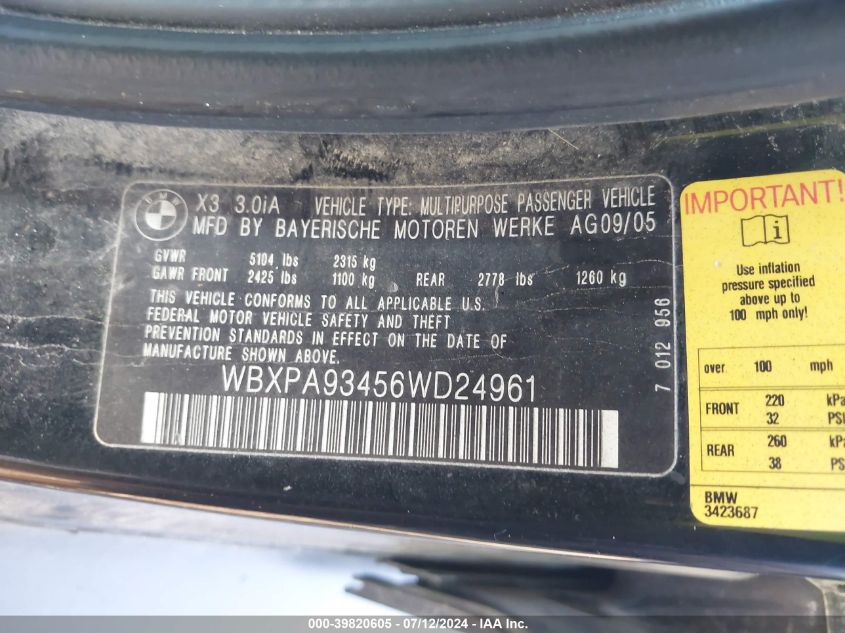 BMW
X3 3.0iA VEHICLE TYPE: MULTIPURPOSE PASSENGER VEHICLE
MFD BY BAYERISCHE MOTOREN WERKE AG09/05
GVWR 5104 lbs 2315 kg
GAWR FRONT 2425 lbs 1100 kg REAR 2778 lbs 1260 kg
THIS VEHICLE CONFORMS TO ALL APPLICABLE U.S.
FEDERAL MOTOR VEHICLE SAFETY AND THEFT
PREVENTION STANDARDS IN EFFECT ON THE DATE OF
MANUFACTURE SHOWN ABOVE.
WBXPA93456WD24961
7 012 956
IMPORTANT!
Use inflation
pressure specified
above up to
100 mph only!
over 100 mph
FRONT 220 kPa
32 PSI
REAR 260 kPa
38 PS
BMW
3423687
000-39820605 - 07/12/2024 - IAA Inc.